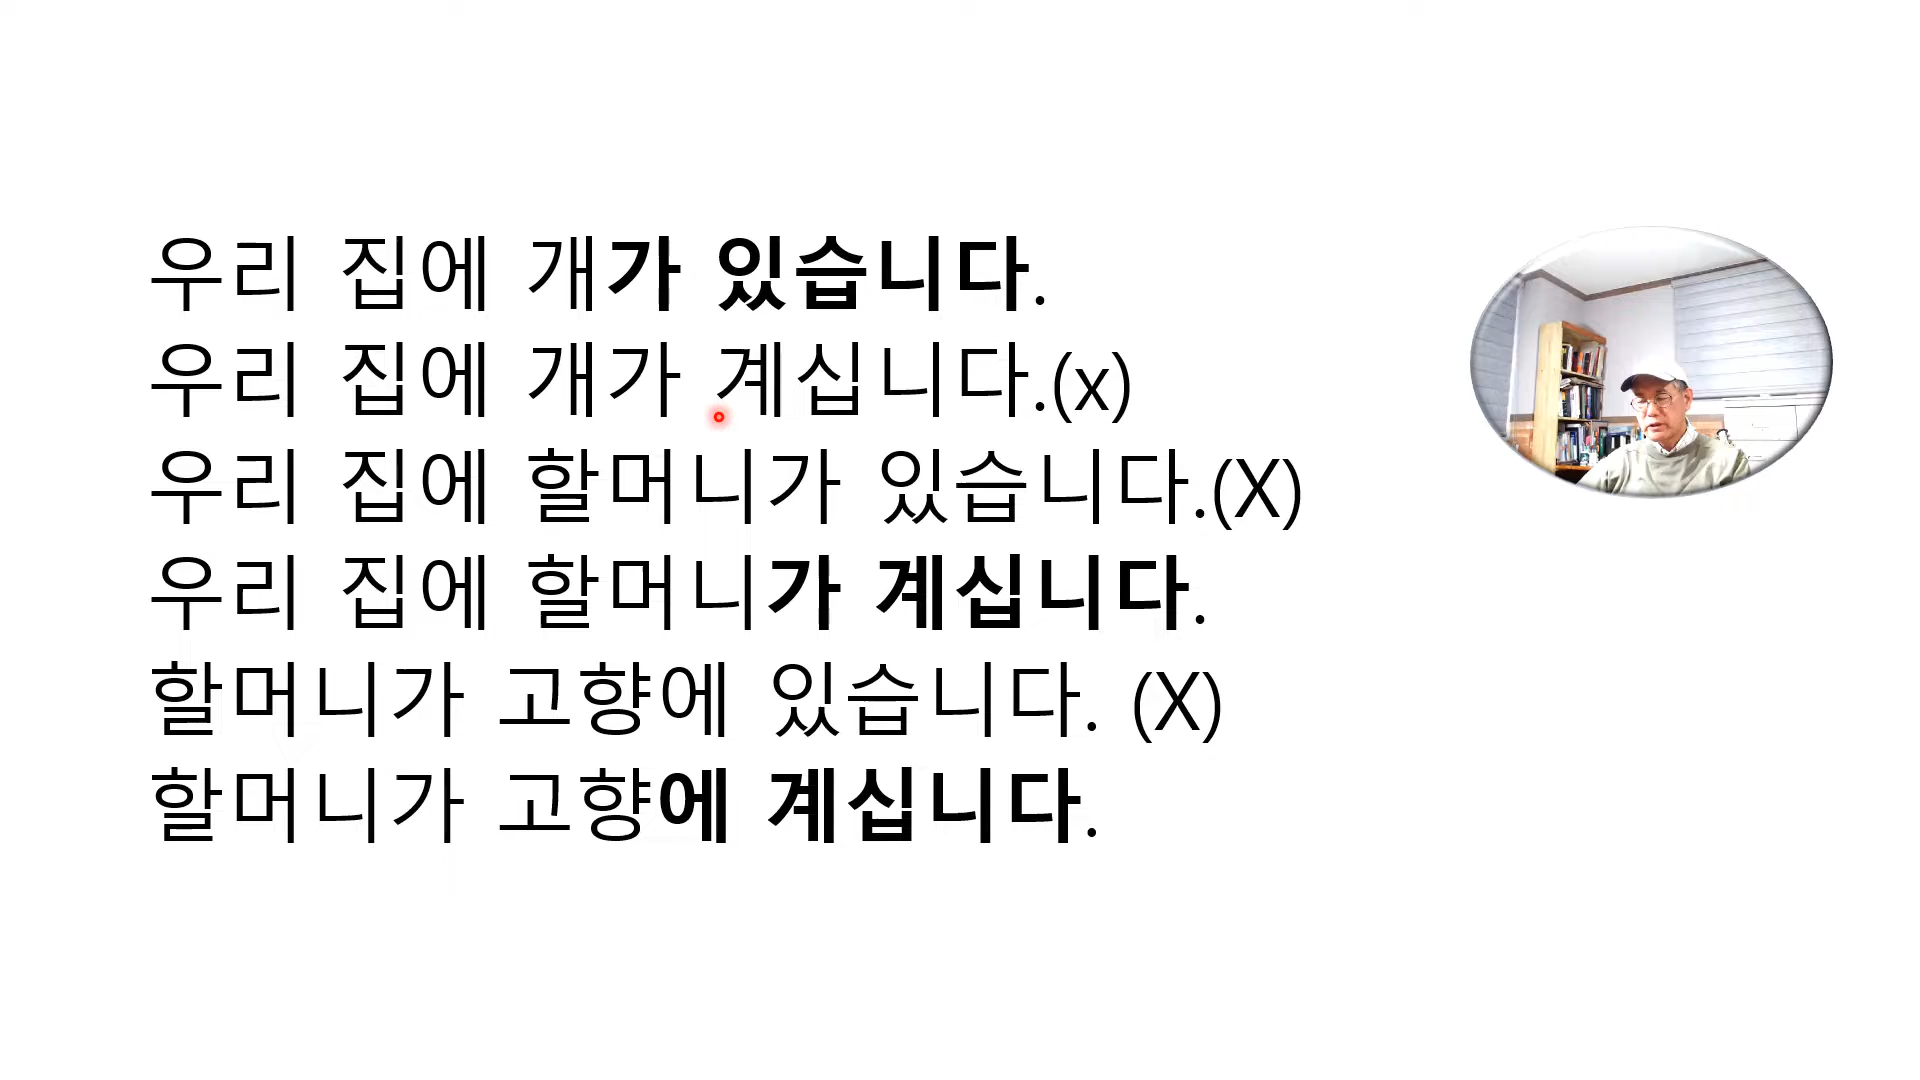 우리 집에 개가 있습니다.
우리 집에 개가 계십니다.(x)
우리 집에 할머니가 있습니다.(X)
우리 집에 할머니가 계십니다.
할머니가 고향에 있습니다. (X)
할머니가 고향에 계십니다.